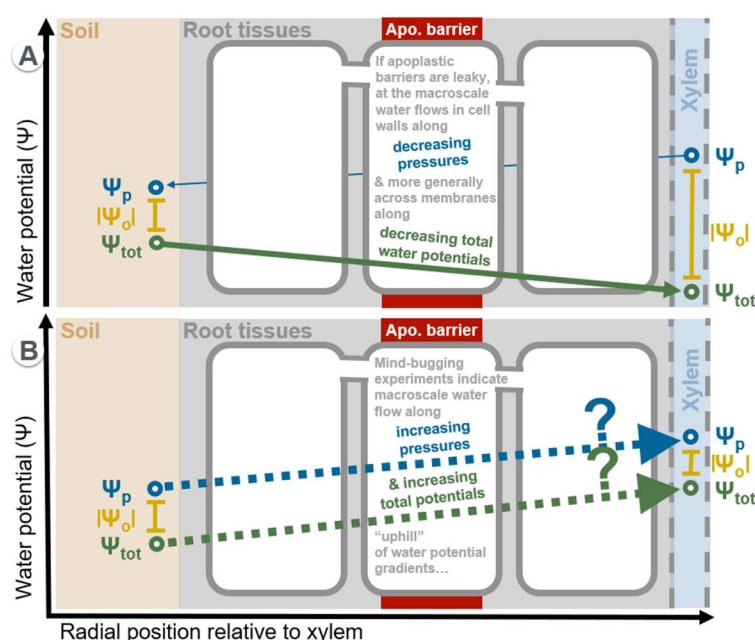 A
Soil
Root tissues
Apo. barrier
Xylem
Water potential (Ψ)
If apoplastic
barriers are leaky,
at the macroscale
water flows in cell
walls along
decreasing
pressures
& more generally
across membranes
along
decreasing total
water potentials
Ψp
|Ψo|
Ψtot
Ψp
|Ψo|
Ψtot
B
Soil
Root tissues
Apo. barrier
Xylem
Water potential (Ψ)
Mind-bugging
experiments indicate
macroscale water
flow along
increasing
pressures
& increasing
total potentials
"uphill"
of water potential
gradients...
?
?
Ψp
|Ψo|
Ψtot
Ψp
|Ψo|
Ψtot
Radial position relative to xylem